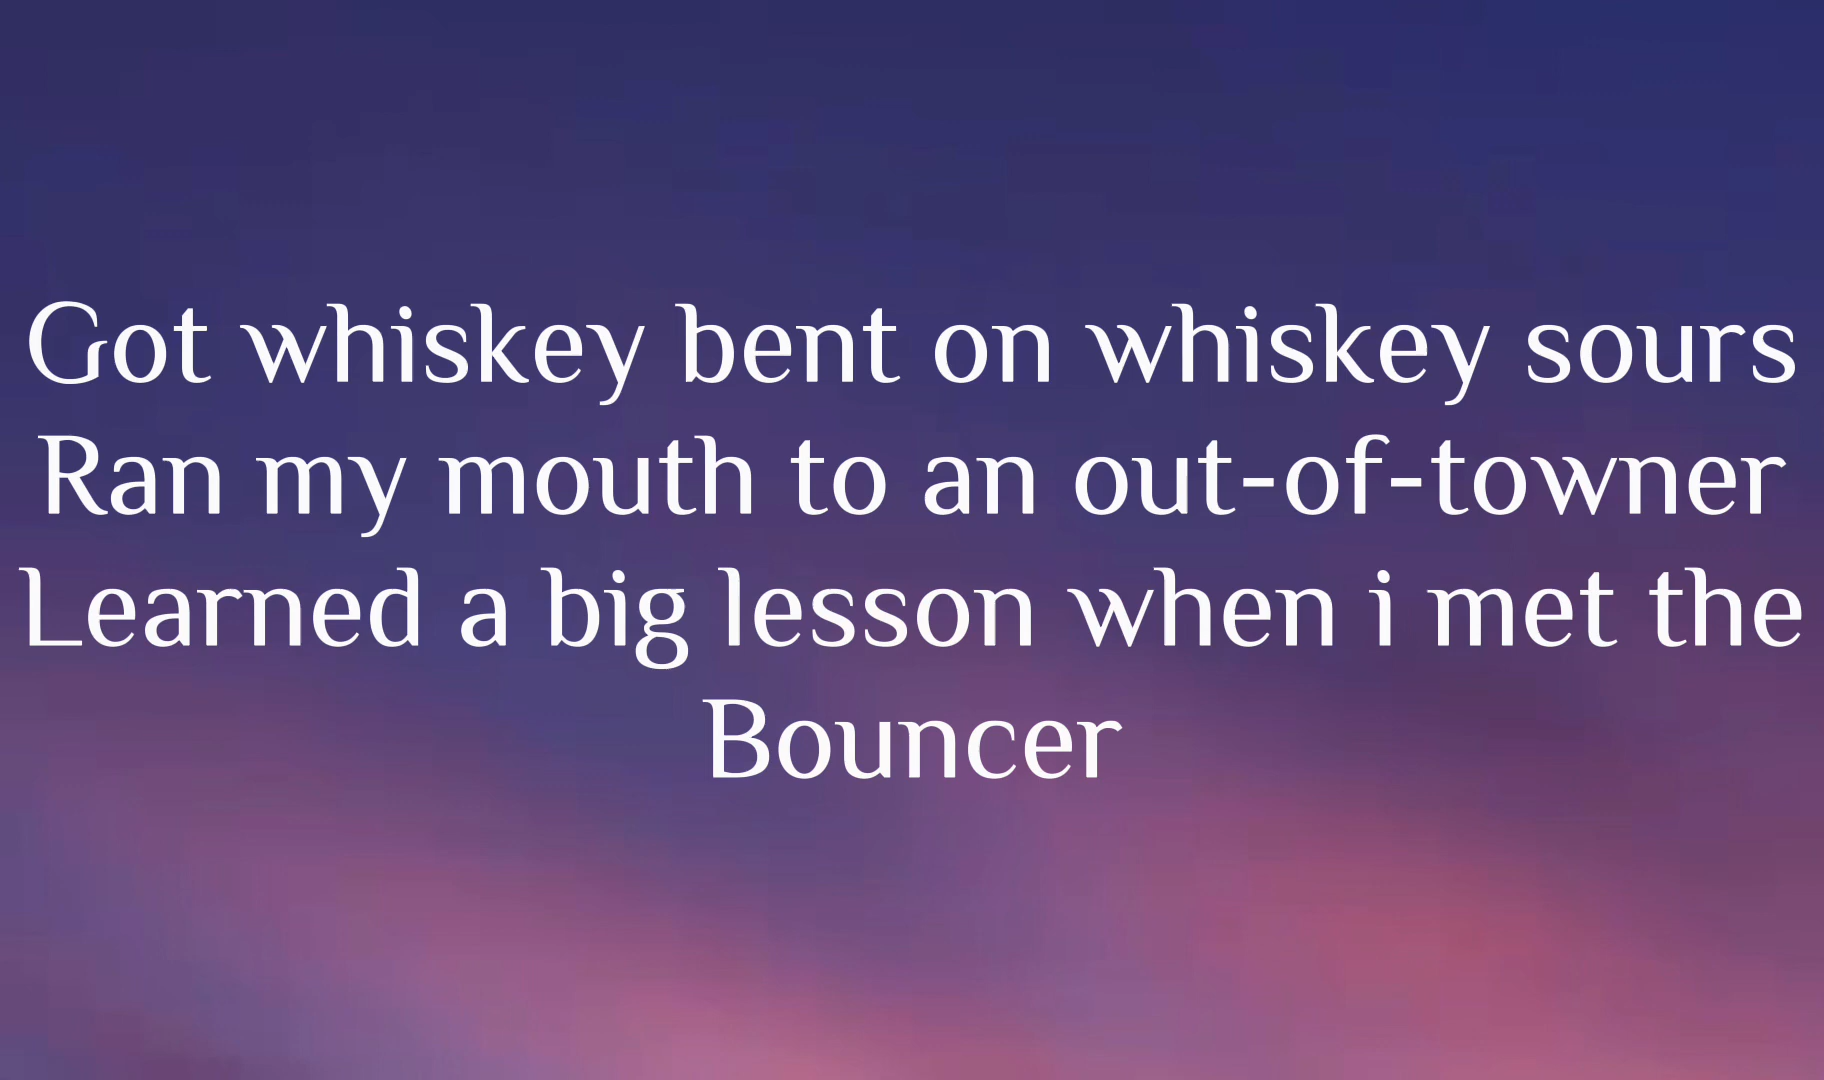 Got whiskey bent on whiskey sours
Ran my mouth to an out-of-towner
Learned a big lesson when i met the
Bouncer